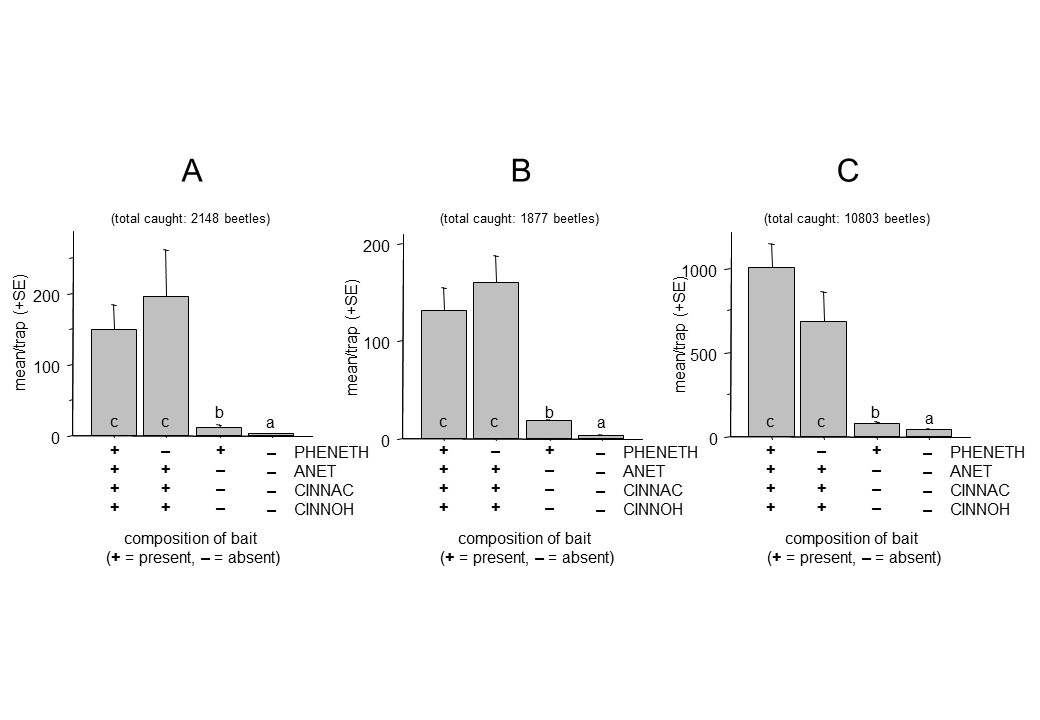 A
B
C
(total caught: 2148 beetles)
(total caught: 1877 beetles)
(total caught: 10803 beetles)
mean/trap (+SE)
200
100
0
c
c
b
a
+ – + – PHENETH
+ + – – ANET
+ + – – CINNAC
+ + – – CINNOH
composition of bait
(+ = present, – = absent)
mean/trap (+SE)
200
100
0
c
c
b
a
+ – + – PHENETH
+ + – – ANET
+ + – – CINNAC
+ + – – CINNOH
composition of bait
(+ = present, – = absent)
mean/trap (+SE)
1000
500
0
c
c
b
a
+ – + – PHENETH
+ + – – ANET
+ + – – CINNAC
+ + – – CINNOH
composition of bait
(+ = present, – = absent)